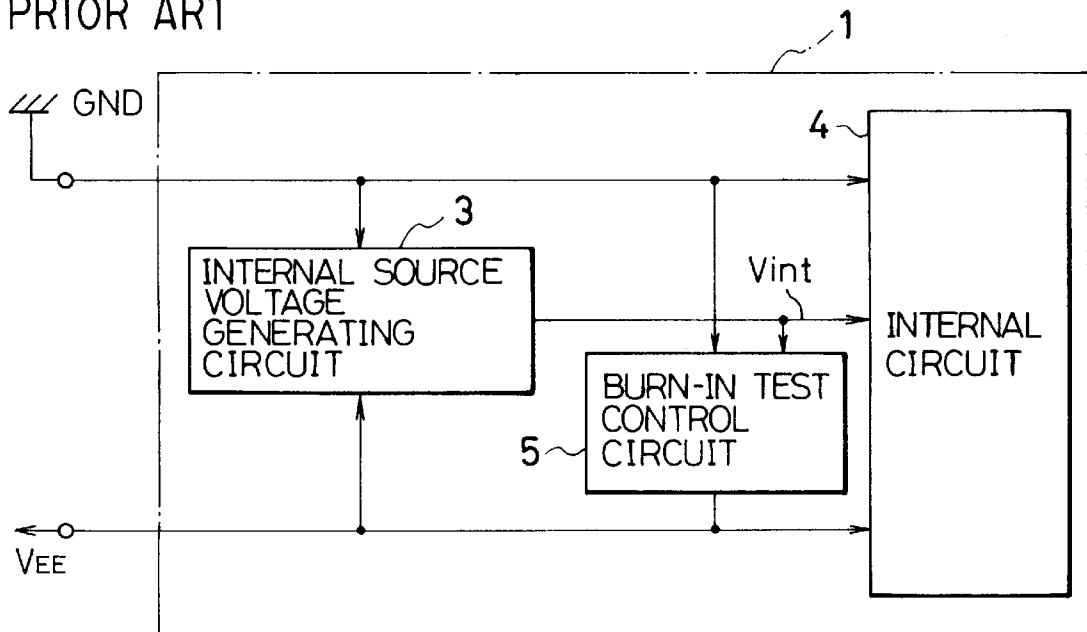 PRIOR ART
1
GND
4
3
INTERNAL SOURCE
VOLTAGE
GENERATING
CIRCUIT
Vint
INTERNAL
CIRCUIT
BURN-IN TEST
CONTROL
CIRCUIT
5
VEE